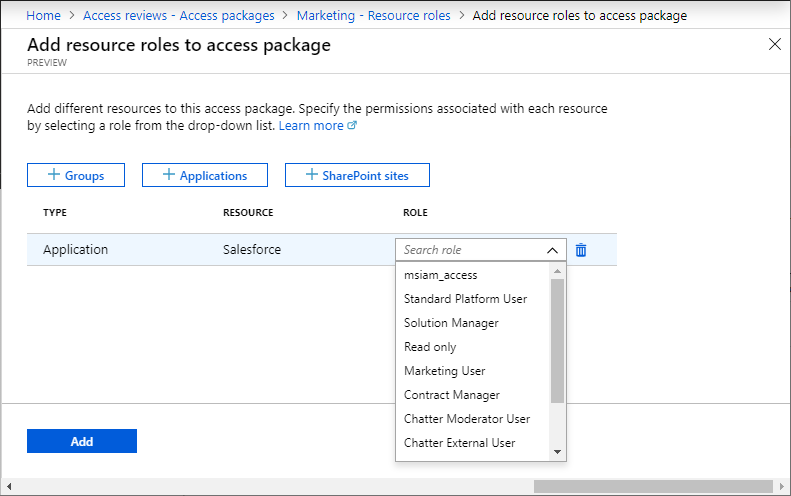 Home > Access reviews - Access packages > Marketing - Resource roles > Add resource roles to access package
Add resource roles to access package
PREVIEW
Add different resources to this access package. Specify the permissions associated with each resource
by selecting a role from the drop-down list. Learn more
+ Groups + Applications + SharePoint sites
TYPE RESOURCE ROLE
Application Salesforce Search role
msiam_access
Standard Platform User
Solution Manager
Read only
Marketing User
Contract Manager
Chatter Moderator User
Chatter External User
Add